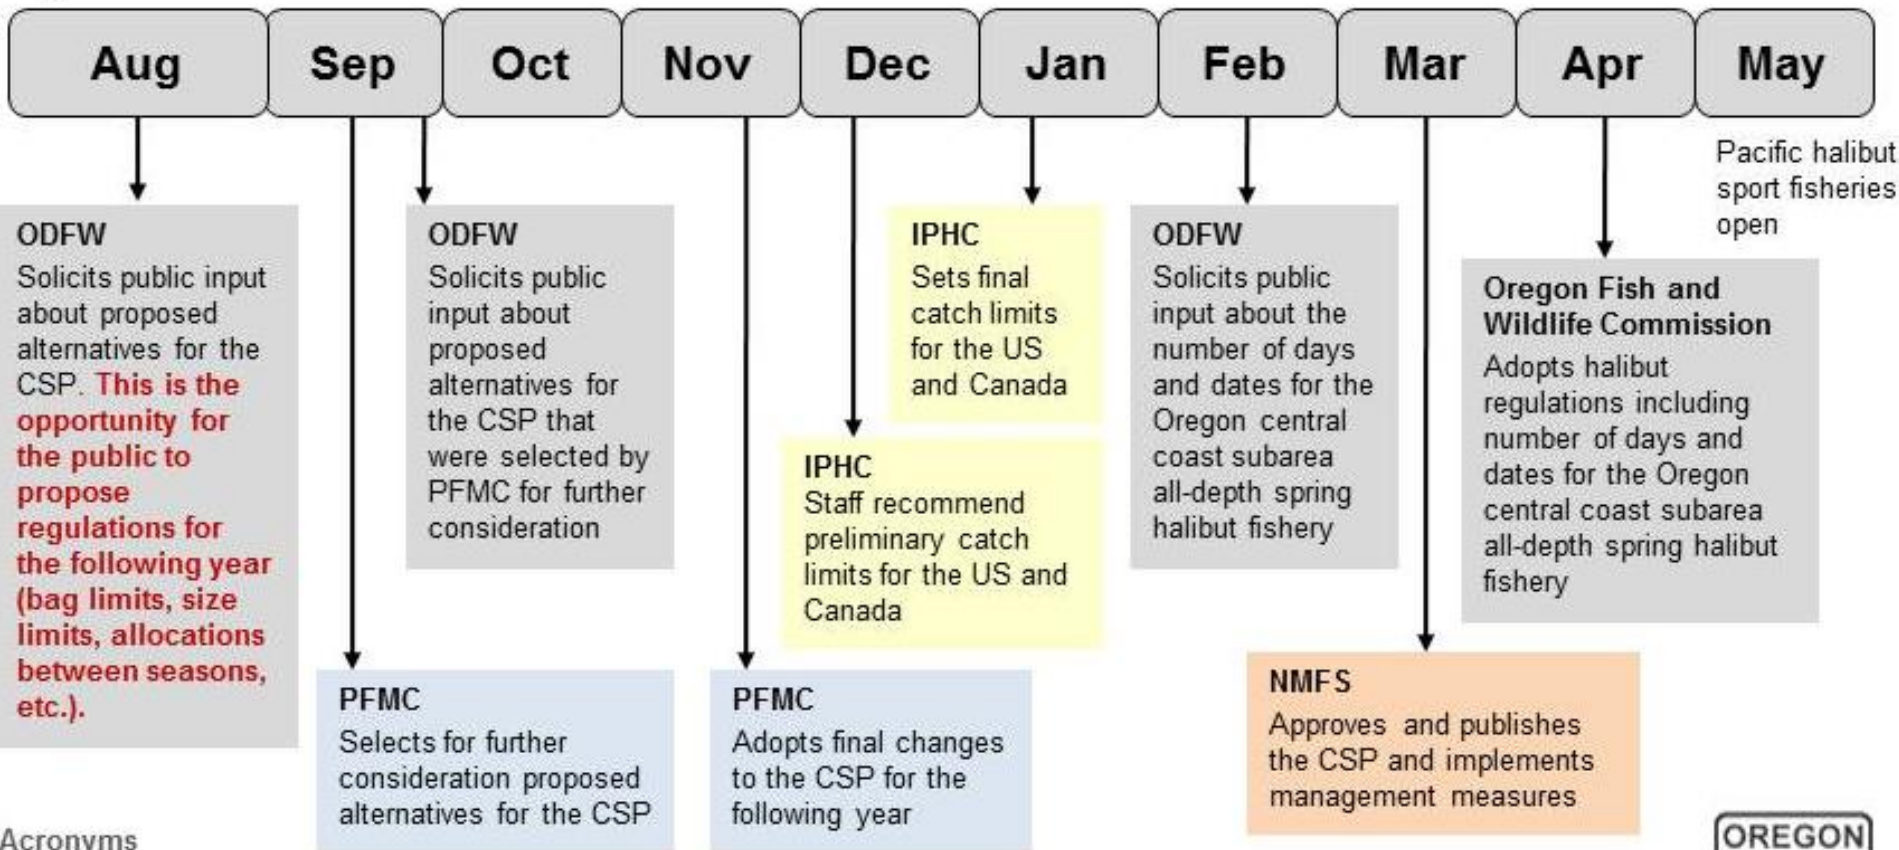 Aug
Sep
Oct
Nov
Dec
Jan
Feb
Mar
Apr
May
ODFW
Solicits public input
about proposed
alternatives for the
CSP. This is the
opportunity for
the public to
propose
regulations for
the following year
(bag limits, size
limits, allocations
between seasons,
etc.).
PFMC
Selects for further
consideration proposed
alternatives for the CSP
ODFW
Solicits public
input about
proposed
alternatives for
the CSP that
were selected by
PFMC for further
consideration
PFMC
Adopts final changes
to the CSP for the
following year
IPHC
Staff recommend
preliminary catch
limits for the US and
Canada
IPHC
Sets final
catch limits
for the US
and Canada
ODFW
Solicits public
input about the
number of days
and dates for the
Oregon central
coast subarea
all-depth spring
halibut fishery
NMFS
Approves and publishes
the CSP and implements
management measures
Oregon Fish and
Wildlife Commission
Adopts halibut
regulations including
number of days and
dates for the Oregon
central coast subarea
all-depth spring halibut
fishery
Pacific halibut
sport fisheries
open
Acronyms
OREGON